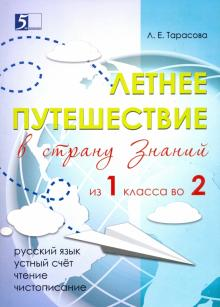 5
Л. Е. Тарасова
ЛЕТНЕЕ
ПУТЕШЕСТВИЕ
в страну Знаний
из 1 класса во 2
русский язык
устный счёт
чтение
чистописание